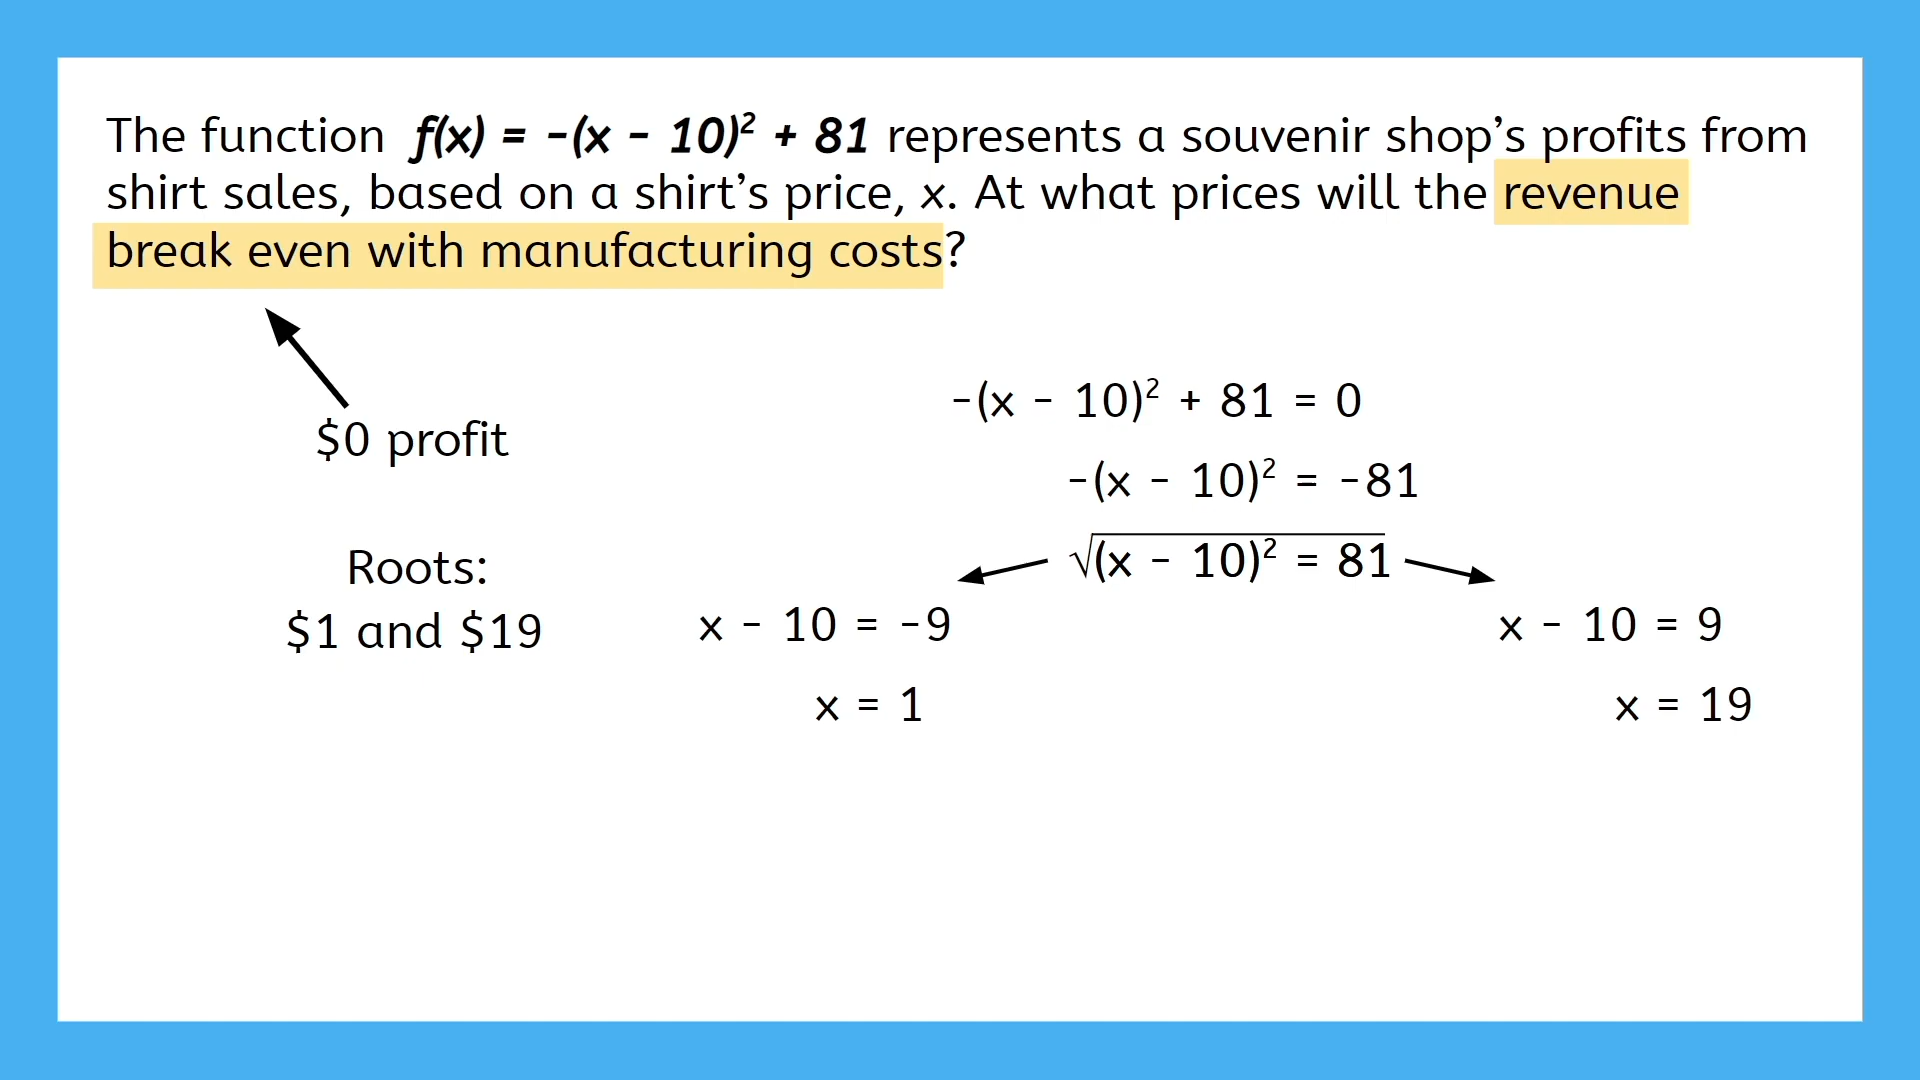 The function f(x) = -(x - 10)² + 81 represents a souvenir shop’s profits from
shirt sales, based on a shirt’s price, x. At what prices will the revenue
break even with manufacturing costs?
$0 profit
Roots:
$1 and $19
-(x - 10)² + 81 = 0
-(x - 10)² = -81
√(x - 10)² = 81
x - 10 = -9
x = 1
x - 10 = 9
x = 19